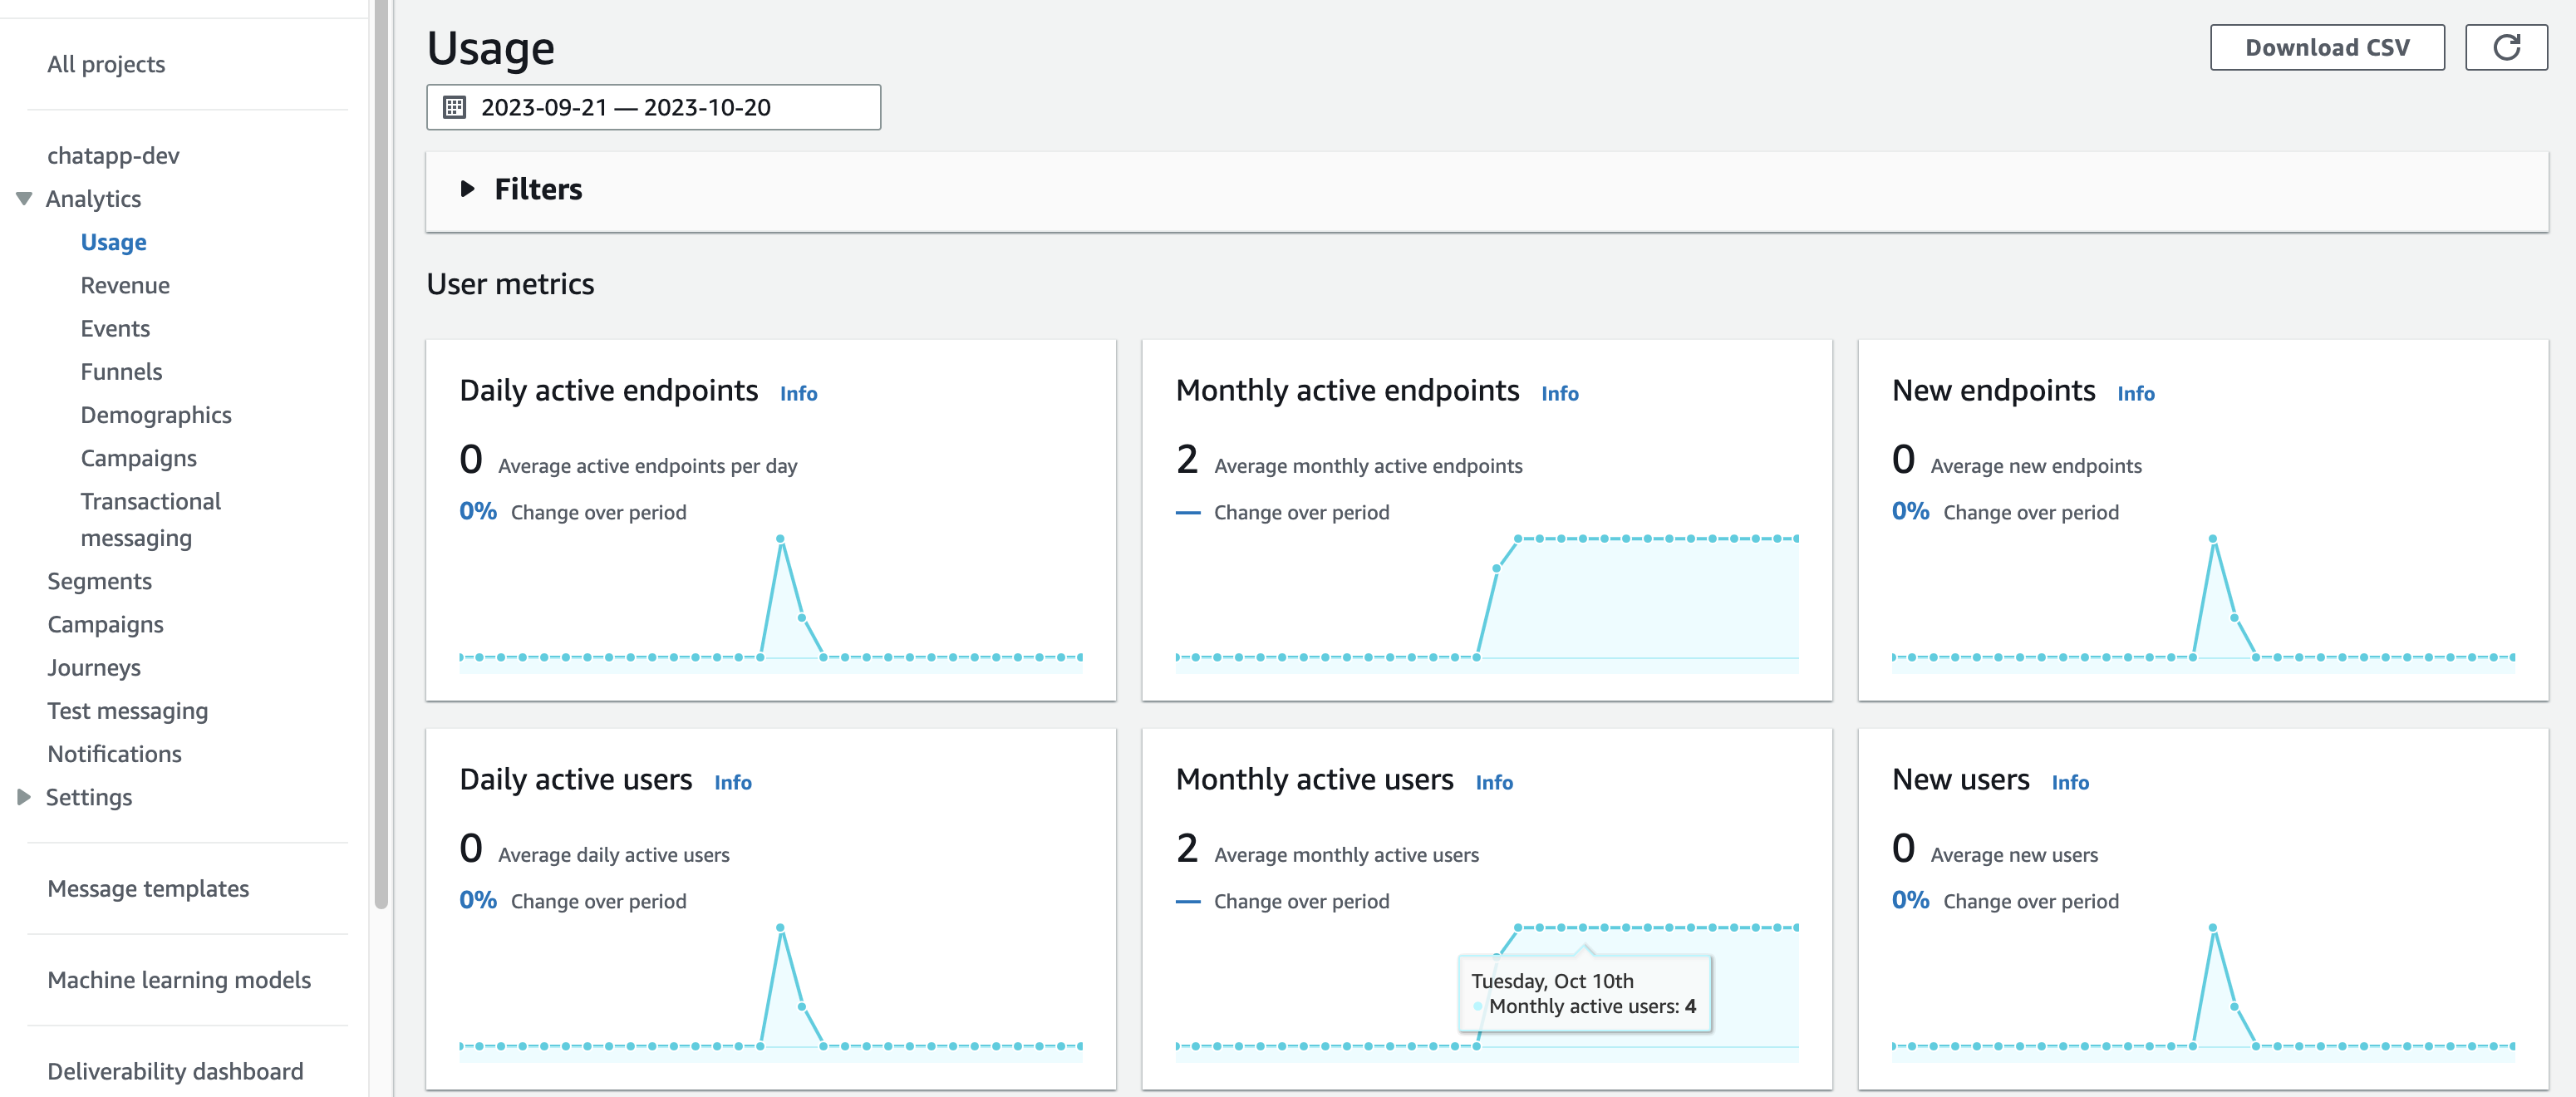 All projects
chatapp-dev
Analytics
Usage
Revenue
Events
Funnels
Demographics
Campaigns
Transactional
messaging
Segments
Campaigns
Journeys
Test messaging
Notifications
Settings
Message templates
Machine learning models
Deliverability dashboard
Usage
Download CSV
2023-09-21 — 2023-10-20
Filters
User metrics
Daily active endpoints Info
0 Average active endpoints per day
0% Change over period
Monthly active endpoints Info
2 Average monthly active endpoints
— Change over period
New endpoints Info
0 Average new endpoints
0% Change over period
Daily active users Info
0 Average daily active users
0% Change over period
Monthly active users Info
2 Average monthly active users
— Change over period
Tuesday, Oct 10th
Monthly active users: 4
New users Info
0 Average new users
0% Change over period